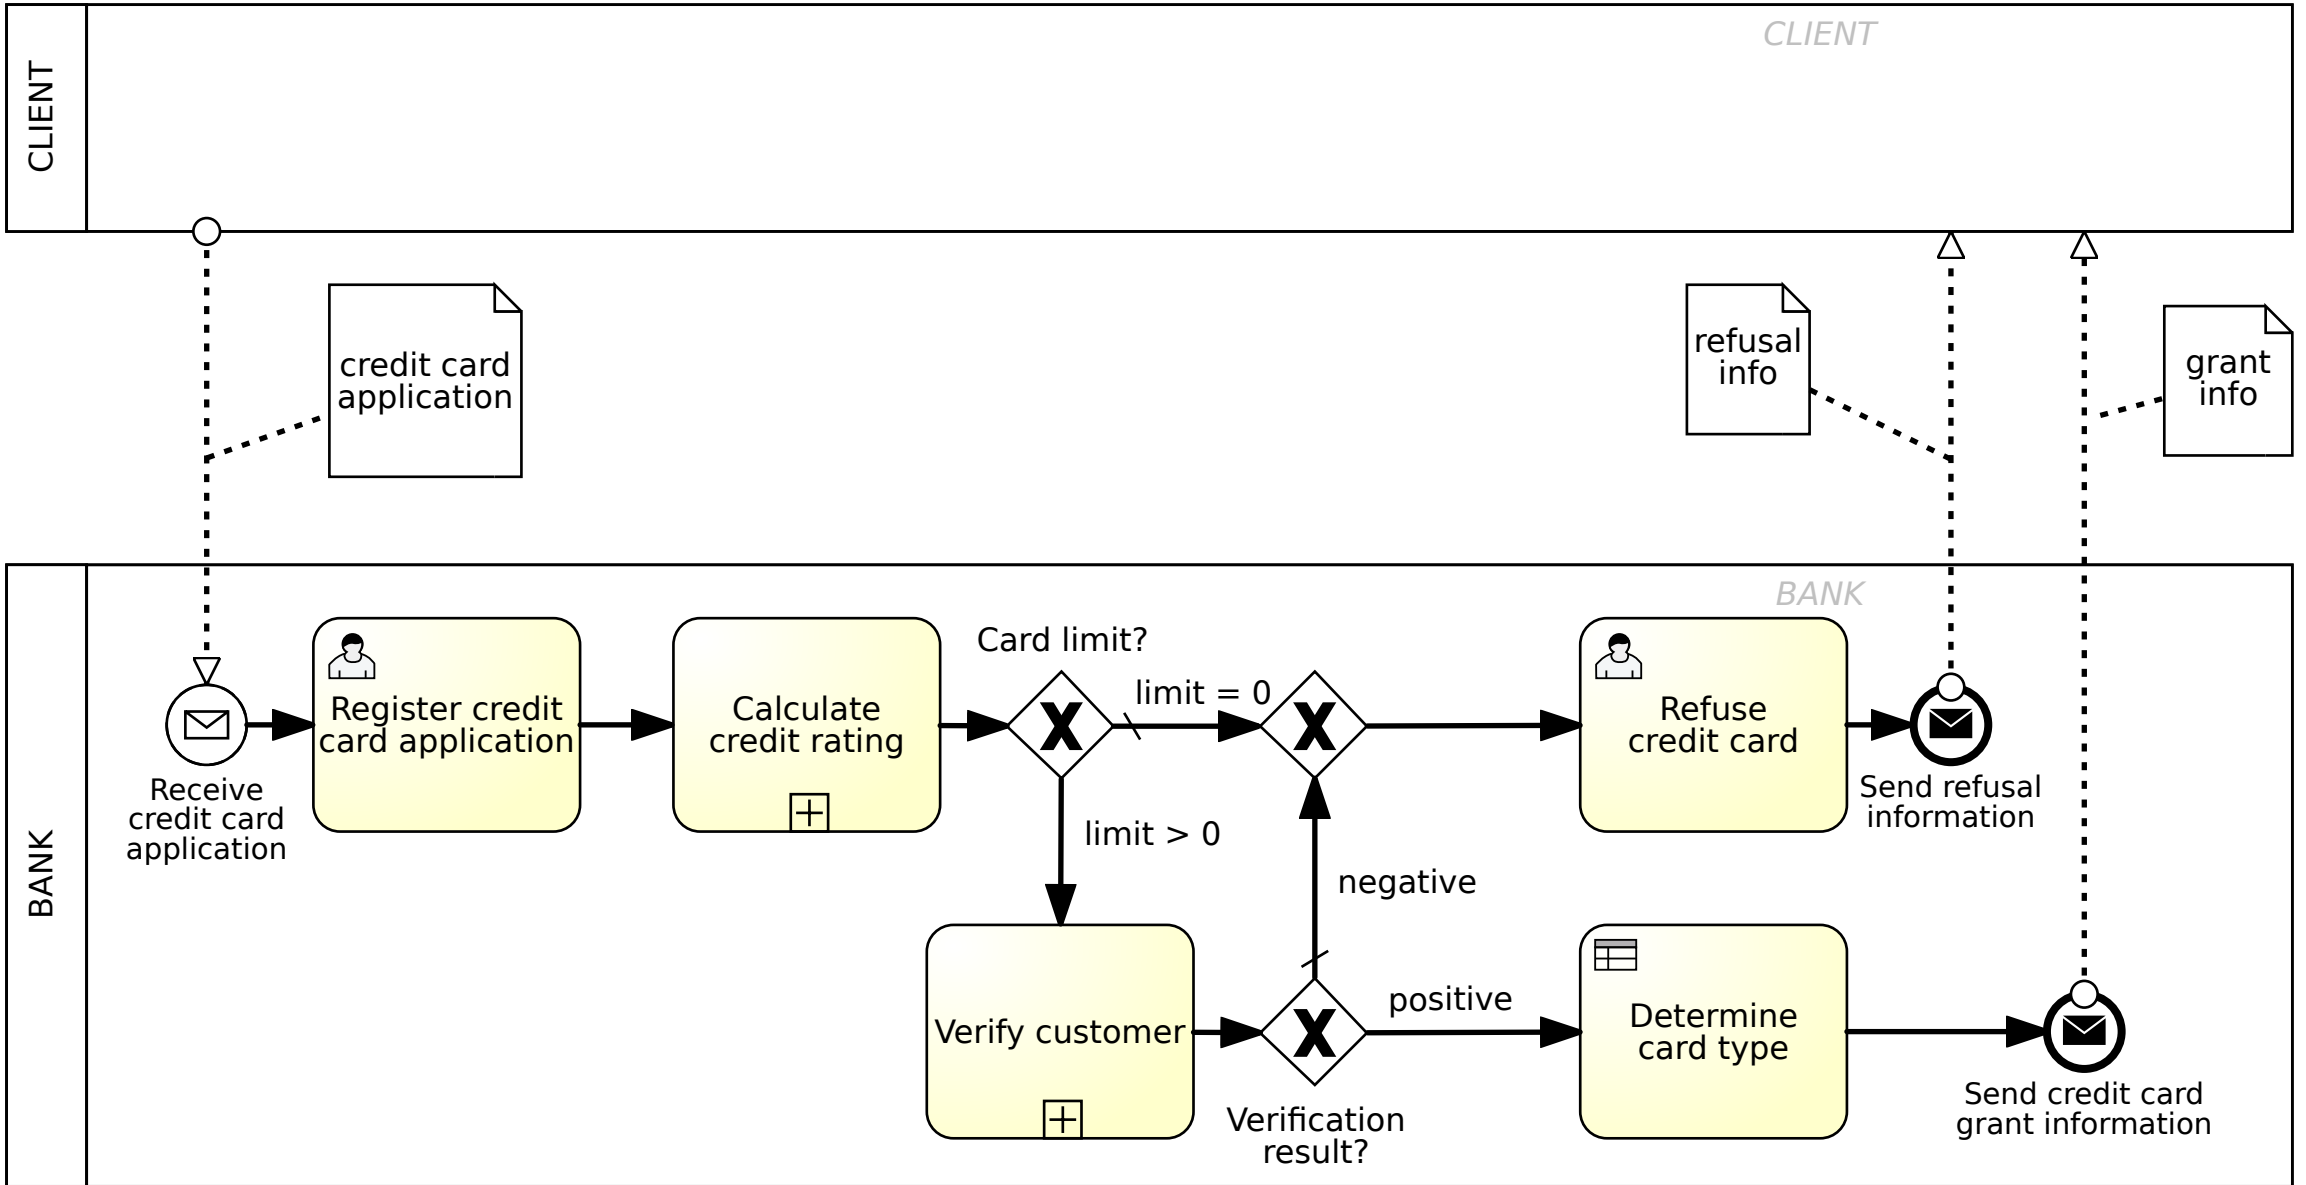 CLIENT
CLIENT
credit card
application
refusal
info
grant
info
BANK
BANK
Card limit?
limit = 0
Register credit
card application
Calculate
credit rating
Refuse
credit card
Receive
credit card
application
Send refusal
information
limit > 0
negative
positive
Verify customer
Determine
card type
Verification
result?
Send credit card
grant information